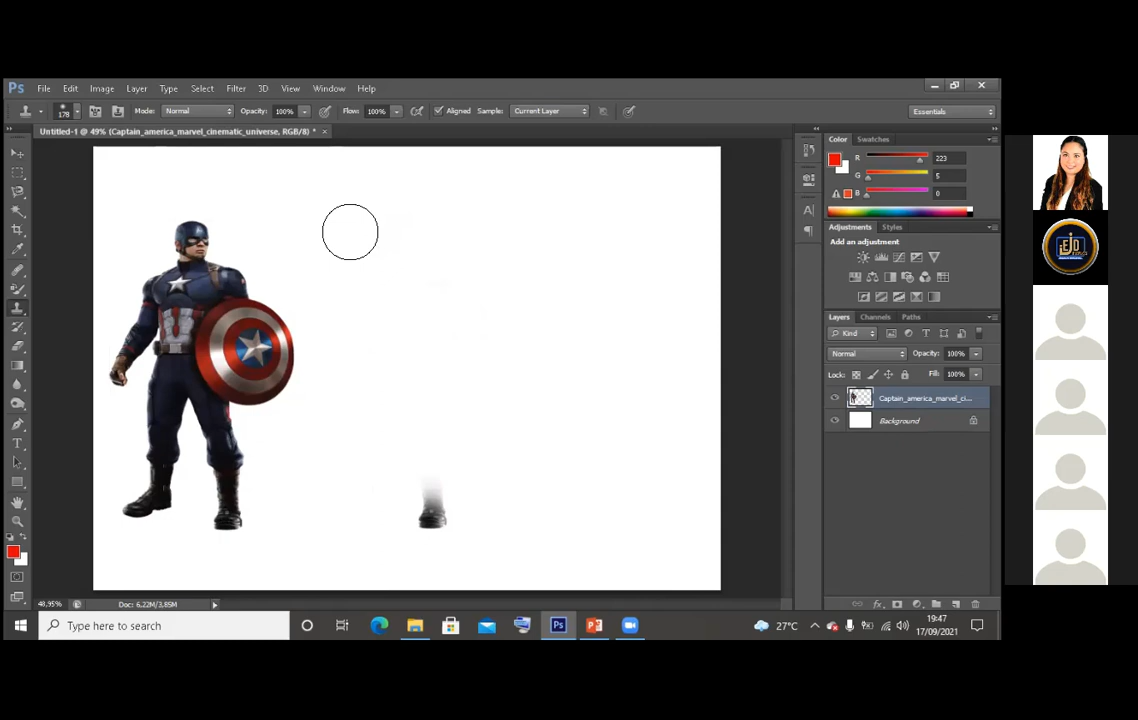 Ps File Edit Image Layer Type Select Filter 3D View Window Help
178 Mode: Normal Opacity: 100% Flow: 100% Aligned Sample: Current Layer Essentials
Untitled-1 @ 49% (Captain_america_marvel_cinematic_universe, RGB/8) * ×
Color Swatches
R 223
G 5
B 0
Adjustments Styles
Add an adjustment
Layers Channels Paths
Kind
Normal Opacity: 100%
Lock: Fill: 100%
Captain_america_marvel_ci...
Background
48,95% Doc: 6,22M/3,85M
Type here to search
Ps
27°C
19:47
17/09/2021